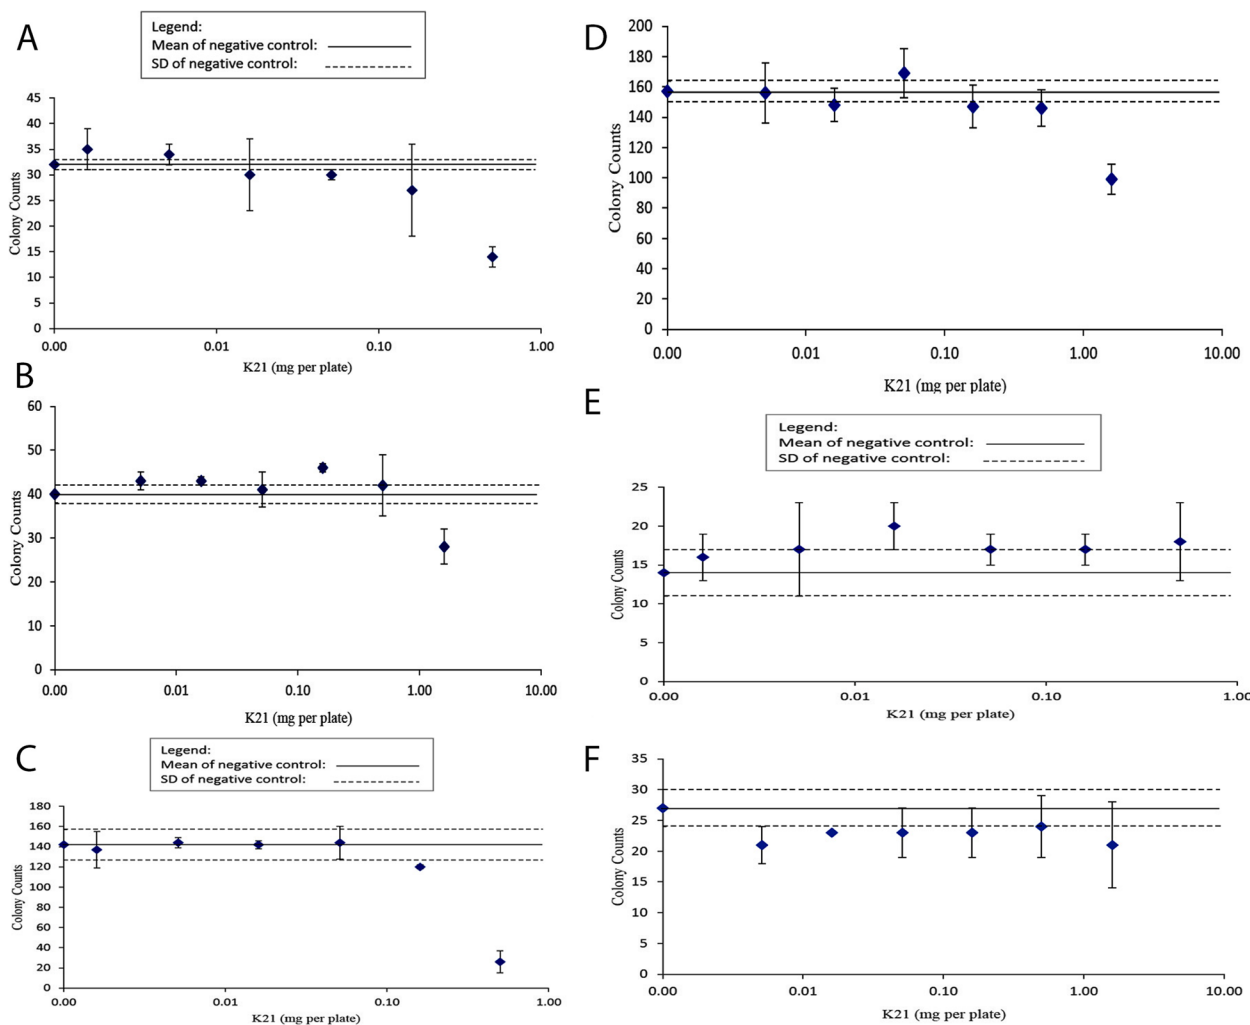 A
Legend:
Mean of negative control:
SD of negative control:
45
40
35
30
25
20
15
10
5
0
Colony Counts
0.00 0.01 0.10 1.00
K21 (mg per plate)
B
60
50
40
30
20
10
0
Colony Counts
0.00 0.01 0.10 1.00 10.00
K21 (mg per plate)
C
Legend:
Mean of negative control:
SD of negative control:
180
160
140
120
100
80
60
40
20
0
Colony Counts
0.00 0.01 0.10 1.00
K21 (mg per plate)
D
200
180
160
140
120
100
80
60
40
20
0
Colony Counts
0.00 0.01 0.10 1.00 10.00
K21 (mg per plate)
E
Legend:
Mean of negative control:
SD of negative control:
25
20
15
10
5
0
Colony Counts
0.00 0.01 0.10 1.00
K21 (mg per plate)
F
35
30
25
20
15
10
5
0
Colony Counts
0.00 0.01 0.10 1.00 10.00
K21 (mg per plate)